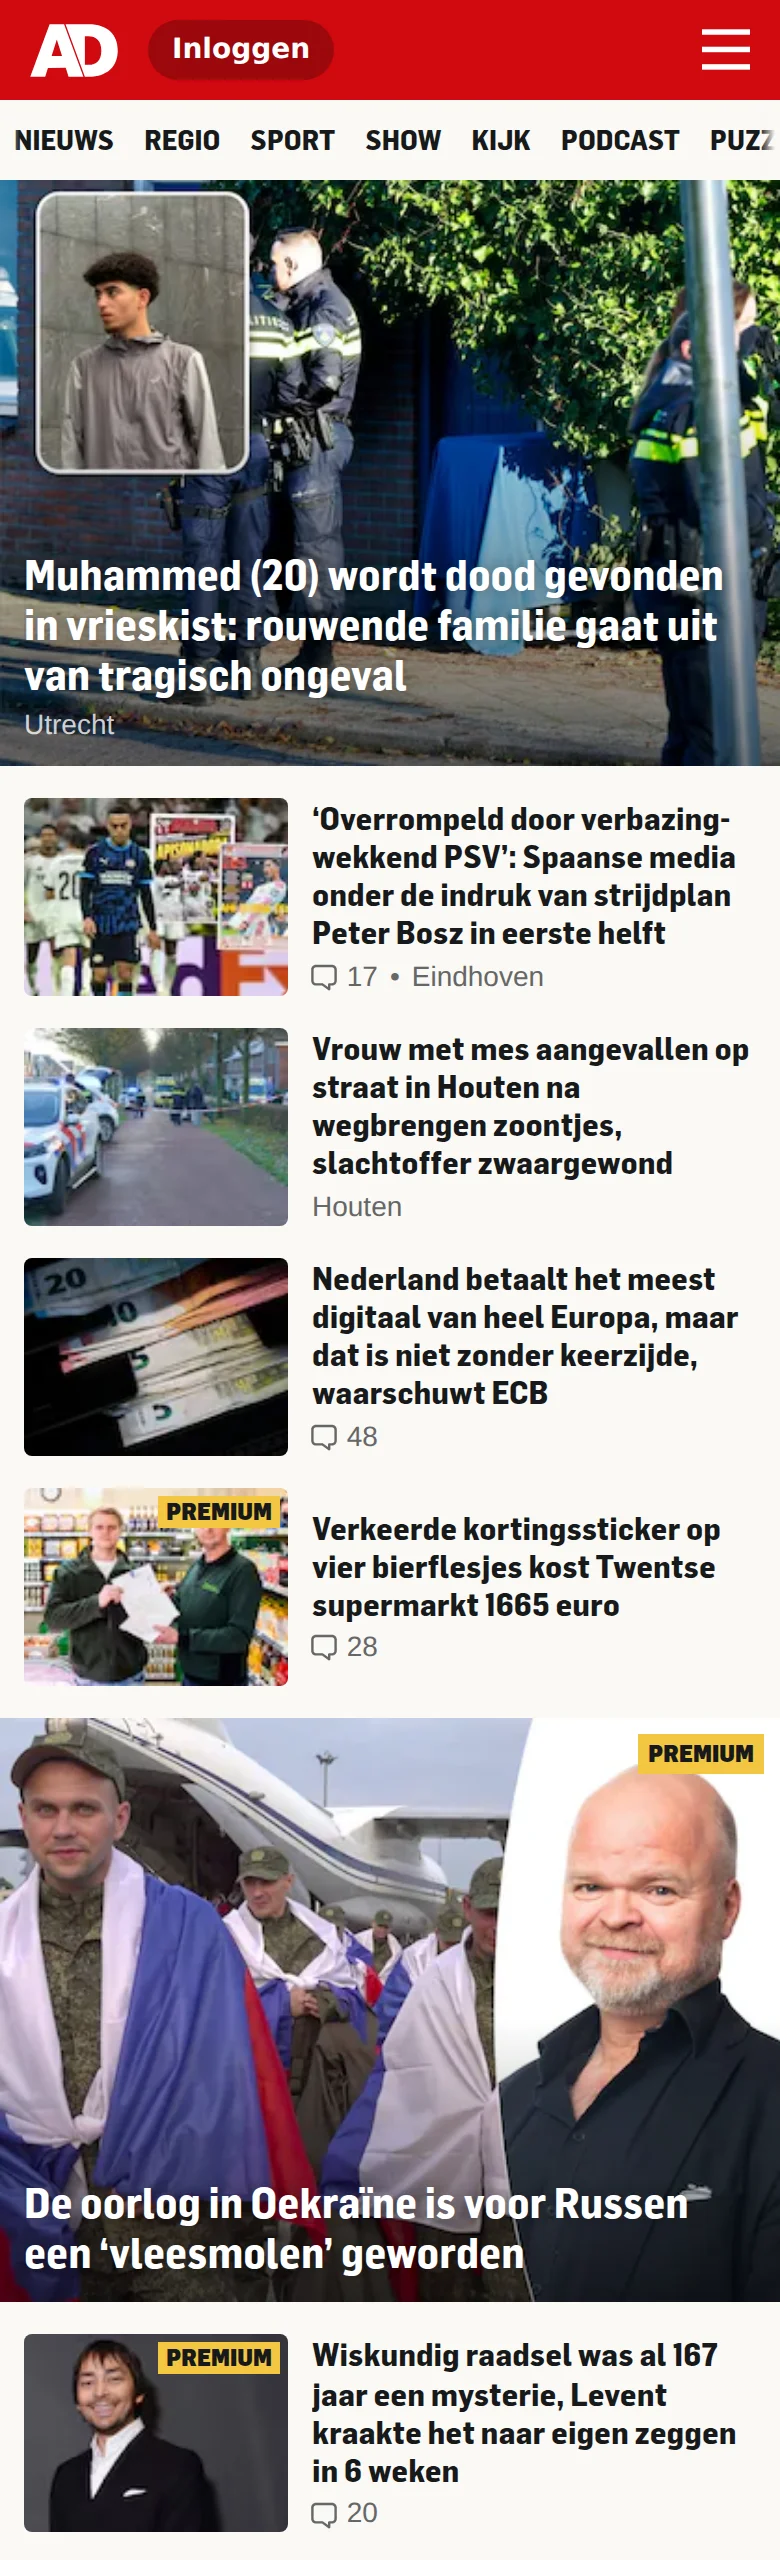 AD
Inloggen
NIEUWS REGIO SPORT SHOW KIJK PODCAST PUZZ
Muhammed (20) wordt dood gevonden
in vrieskist: rouwende familie gaat uit
van tragisch ongeval
Utrecht
‘Overrompeld door verbazing-
wekkend PSV’: Spaanse media
onder de indruk van strijdplan
Peter Bosz in eerste helft
17 • Eindhoven
Vrouw met mes aangevallen op
straat in Houten na
wegbrengen zoontjes,
slachtoffer zwaargewond
Houten
20
10
5
5
Nederland betaalt het meest
digitaal van heel Europa, maar
dat is niet zonder keerzijde,
waarschuwt ECB
48
PREMIUM
Verkeerde kortingssticker op
vier bierflesjes kost Twentse
supermarkt 1665 euro
28
PREMIUM
De oorlog in Oekraïne is voor Russen
een ‘vleesmolen’ geworden
PREMIUM
Wiskundig raadsel was al 167
jaar een mysterie, Levent
kraakte het naar eigen zeggen
in 6 weken
20